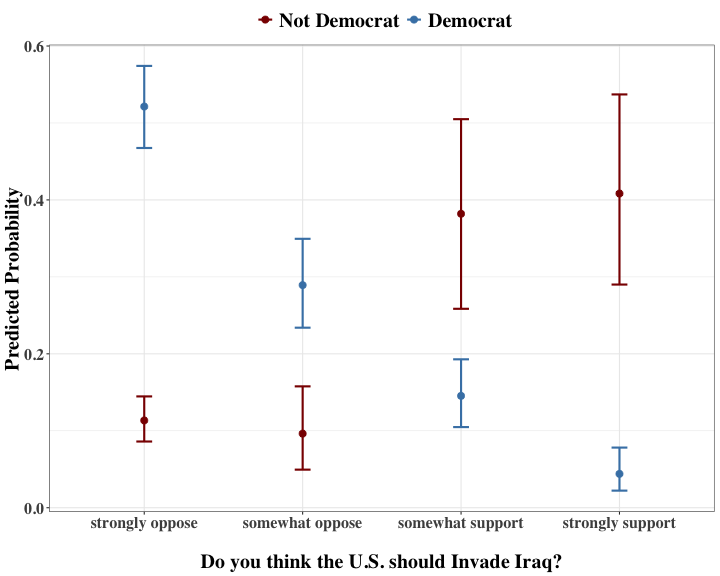 Not Democrat Democrat
Predicted Probability
0.6
0.4
0.2
0.0
strongly oppose somewhat oppose somewhat support strongly support
Do you think the U.S. should Invade Iraq?